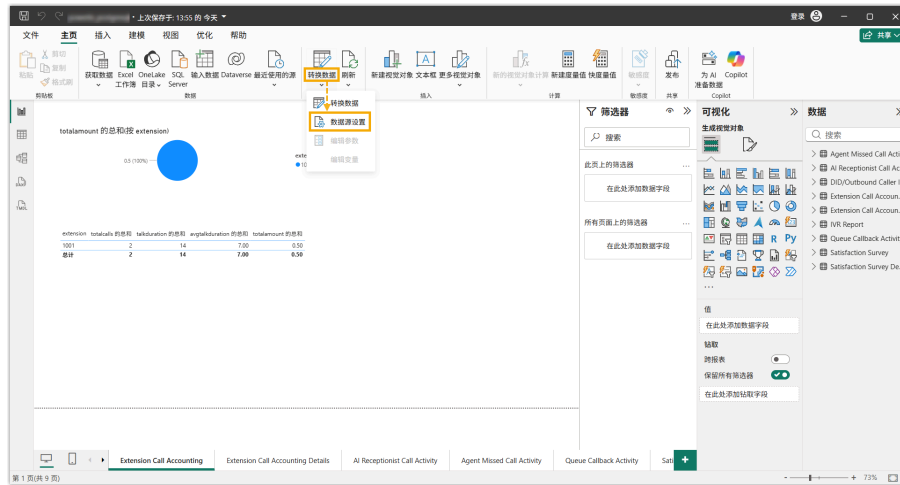 · 上次保存于: 13:55 的 今天
登录
文件 主页 插入 建模 视图 优化 帮助
共享
粘贴
剪切
复制
格式刷
剪贴板
获取数据
Excel 工作簿
OneLake 目录
SQL Server
输入数据
Dataverse
最近使用的源
数据
转换数据
刷新
新建视觉对象
文本框
更多视觉对象
插入
新的视觉对象计算
新建度量值
快度量值
计算
敏感度
敏感度
发布
共享
为 AI 准备数据
Copilot
Copilot
转换数据
数据源设置
编辑参数
编辑变量
totalamount 的总和(按 extension)
0.5 (100%)
exte
10
extension totalcalls 的总和 talkduration 的总和 avgtalkduration 的总和 totalamount 的总和
1001 2 14 7.00 0.50
总计 2 14 7.00 0.50
筛选器
搜索
此页上的筛选器 ...
在此处添加数据字段
所有页面上的筛选器 ...
在此处添加数据字段
可视化
生成视觉对象
R Py
...
值
在此处添加数据字段
钻取
跨报表
保留所有筛选器
在此处添加钻取字段
数据
搜索
Agent Missed Call Acti
AI Receptionist Call Ac
DID/Outbound Caller I
Extension Call Accoun..
Extension Call Accoun..
IVR Report
Queue Callback Activit
Satisfaction Survey
Satisfaction Survey De..
TMDL
Extension Call Accounting
Extension Call Accounting Details
AI Receptionist Call Activity
Agent Missed Call Activity
Queue Callback Activity
Sati
+
第 1 页(共 9 页)
- + 73%